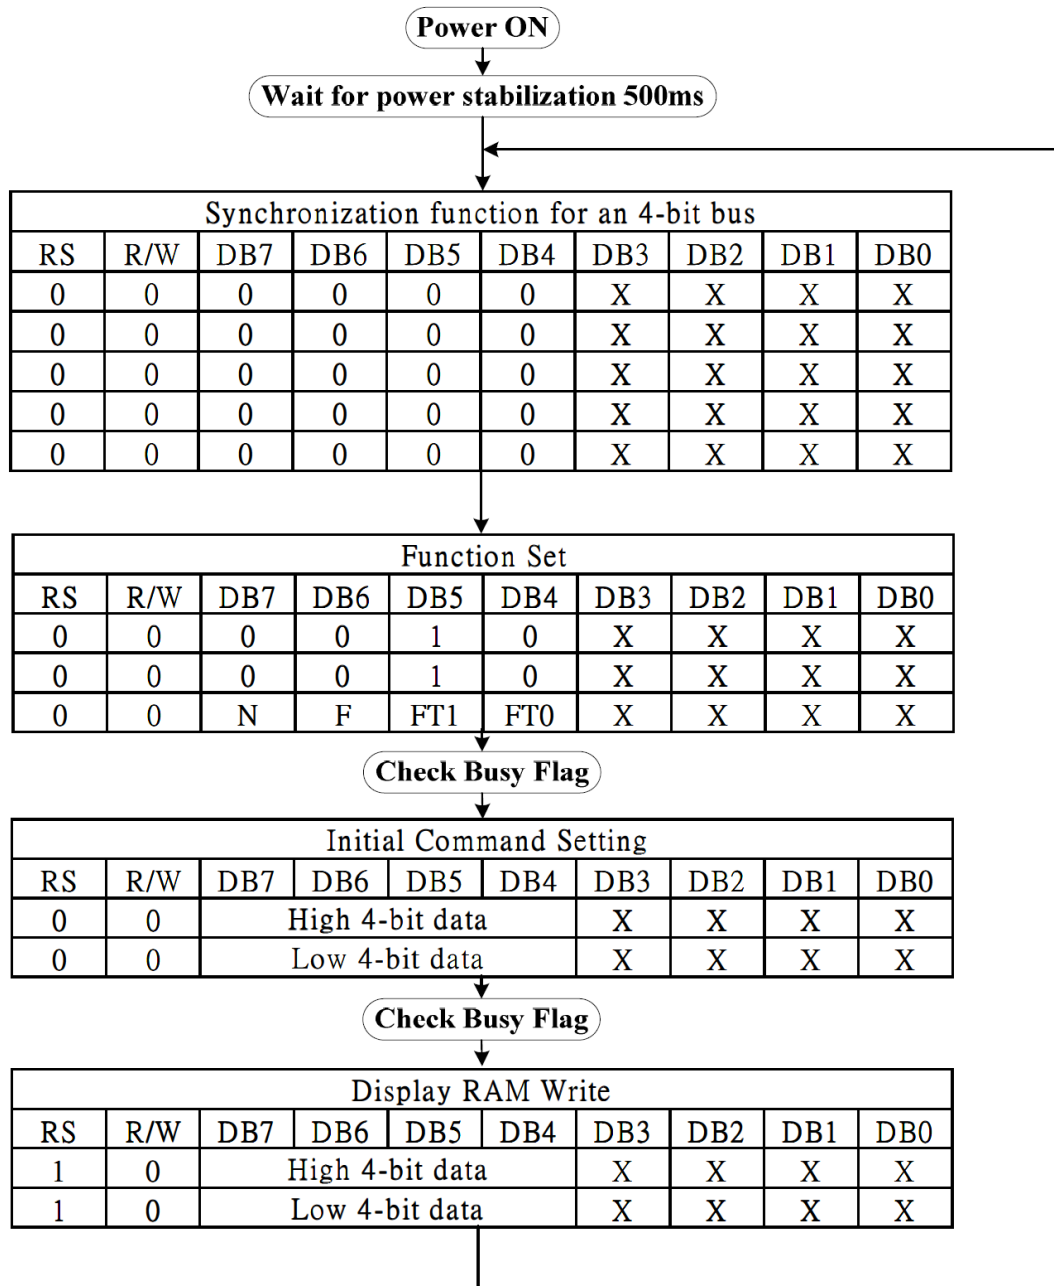 Power ON
Wait for power stabilization 500ms
Synchronization function for an 4-bit bus
RS R/W DB7 DB6 DB5 DB4 DB3 DB2 DB1 DB0
0 0 0 0 0 0 X X X X
0 0 0 0 0 0 X X X X
0 0 0 0 0 0 X X X X
0 0 0 0 0 0 X X X X
0 0 0 0 0 0 X X X X
Function Set
RS R/W DB7 DB6 DB5 DB4 DB3 DB2 DB1 DB0
0 0 0 0 1 0 X X X X
0 0 0 0 1 0 X X X X
0 0 N F FT1 FT0 X X X X
Check Busy Flag
Initial Command Setting
RS R/W DB7 DB6 DB5 DB4 DB3 DB2 DB1 DB0
0 0 High 4-bit data X X X X
0 0 Low 4-bit data X X X X
Check Busy Flag
Display RAM Write
RS R/W DB7 DB6 DB5 DB4 DB3 DB2 DB1 DB0
1 0 High 4-bit data X X X X
1 0 Low 4-bit data X X X X